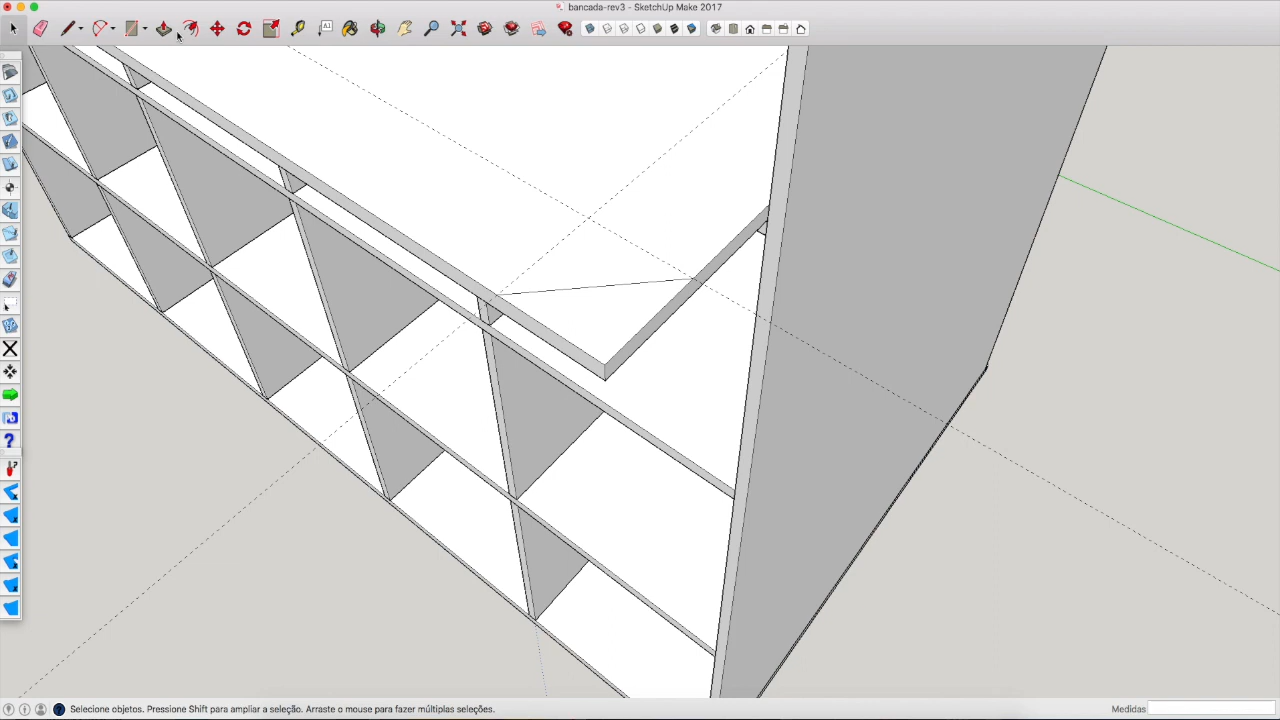 bancada-rev3 - SketchUp Make 2017
A1
?
Selecione objetos. Pressione Shift para ampliar a seleção. Arraste o mouse para fazer múltiplas seleções.
Medidas